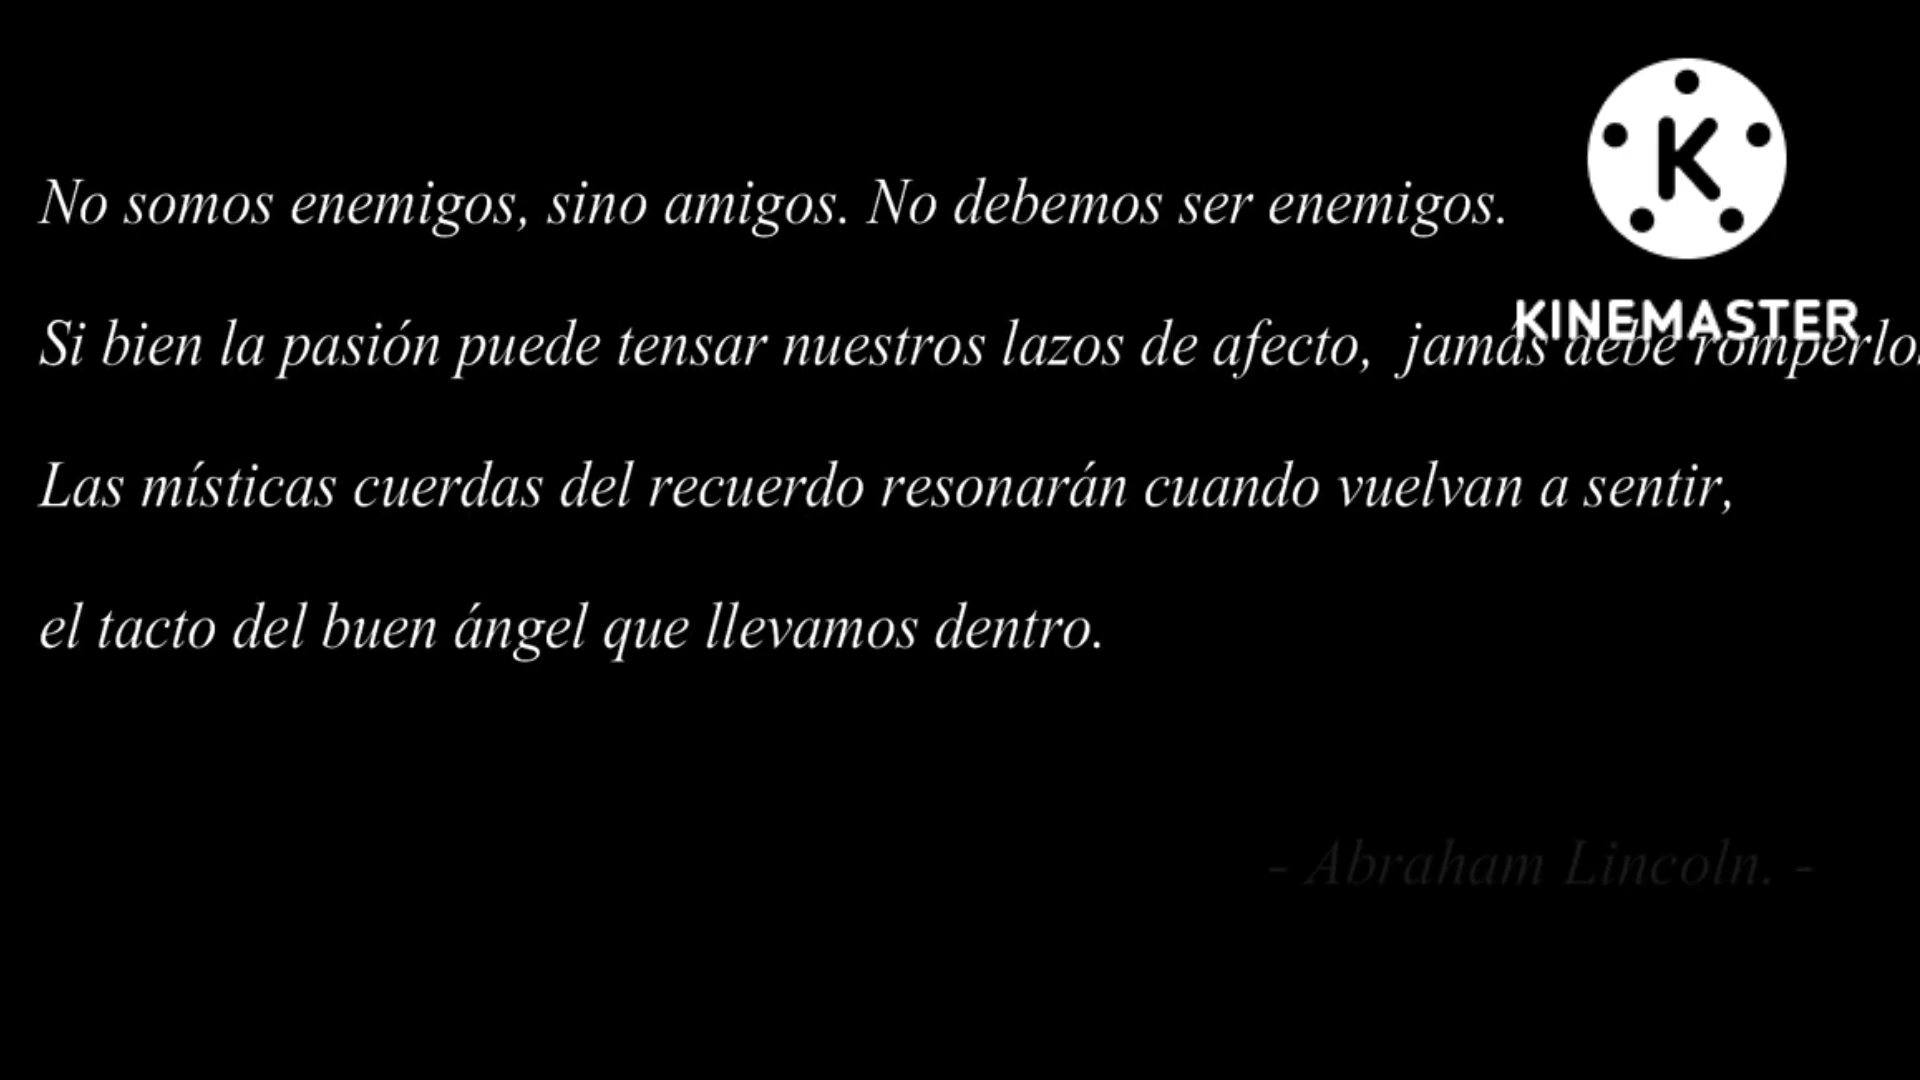 No somos enemigos, sino amigos. No debemos ser enemigos.
K
KINEMASTER
Si bien la pasión puede tensar nuestros lazos de afecto, jamás debe romperlos
Las místicas cuerdas del recuerdo resonarán cuando vuelvan a sentir,
el tacto del buen ángel que llevamos dentro.
- Abraham Lincoln. -